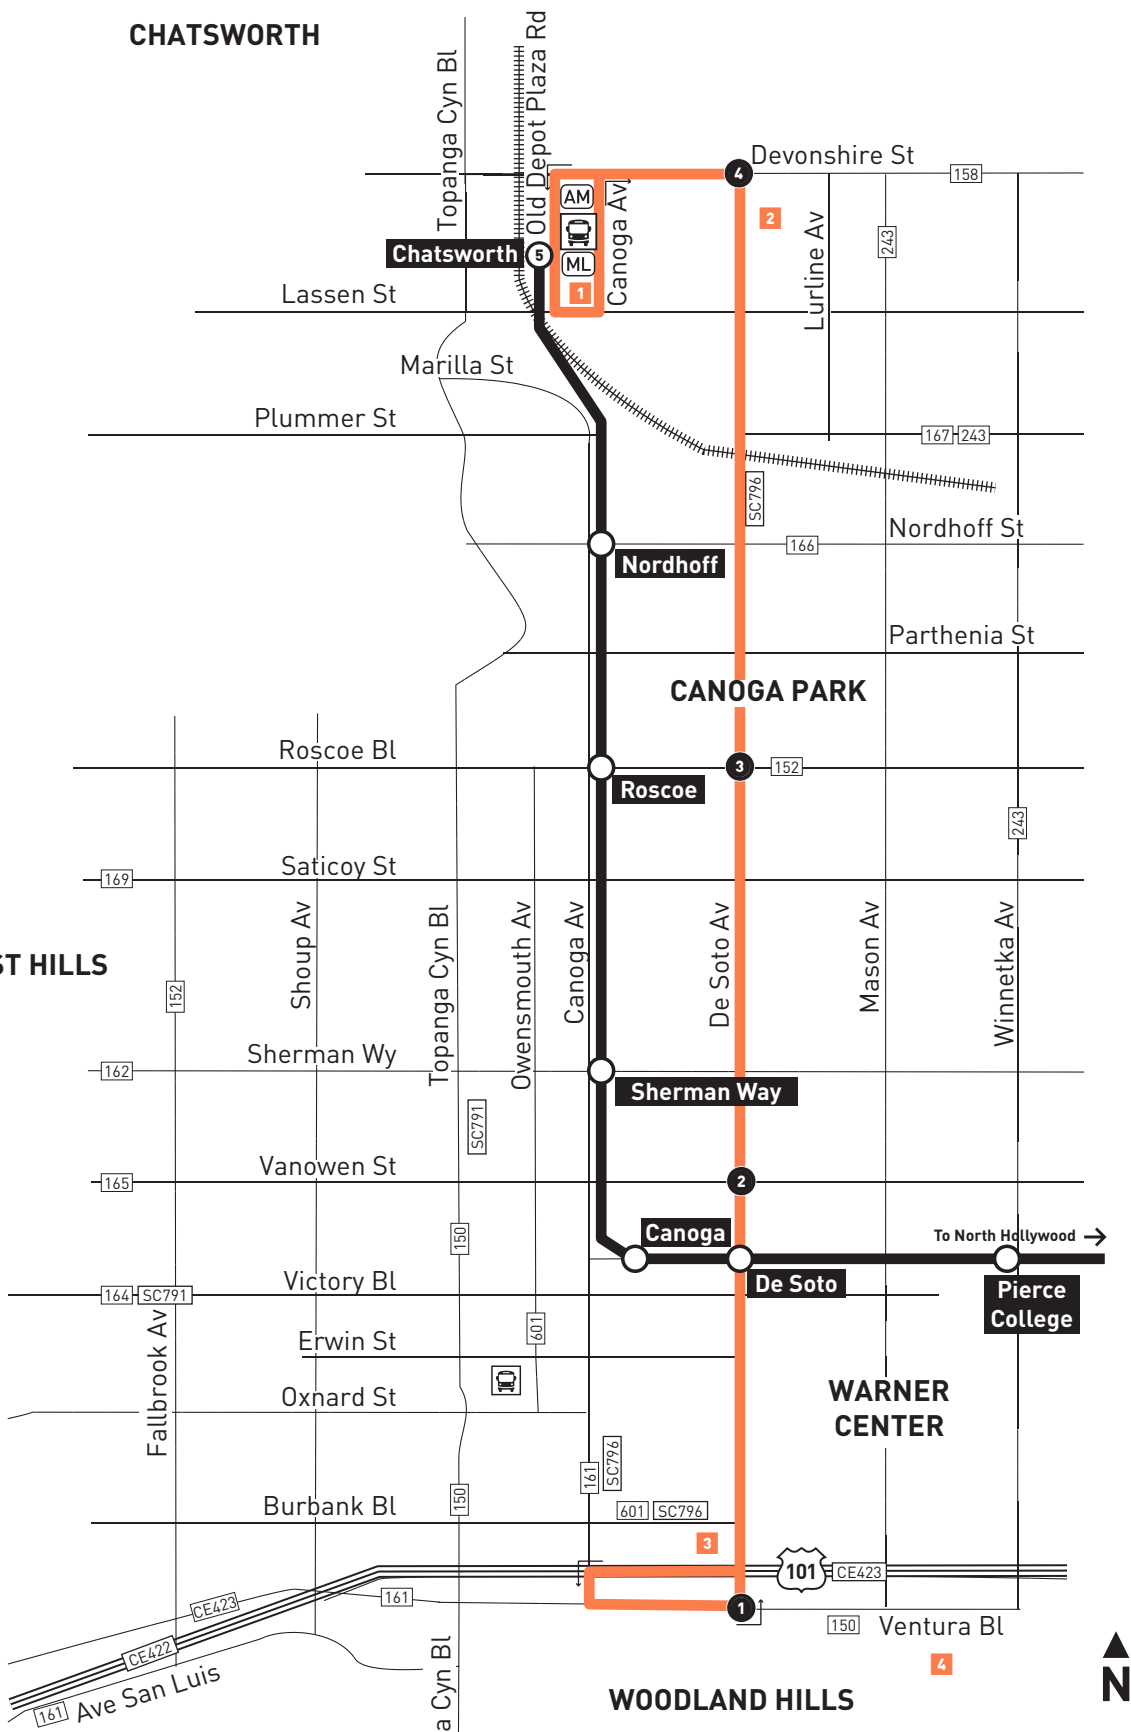 CHATSWORTH
Topanga Cyn Bl
Old Depot Plaza Rd
Devonshire St
4
158
AM
2
Canoga Av
Lurline Av
243
Chatsworth
5
ML
1
Lassen St
Marilla St
Plummer St
167
243
SC796
Nordhoff St
166
Nordhoff
Parthenia St
CANOGA PARK
Roscoe Bl
3
152
Roscoe
243
Saticoy St
169
Shoup Av
Topanga Cyn Bl
Owensmouth Av
Canoga Av
De Soto Av
Mason Av
Winnetka Av
ST HILLS
152
Sherman Wy
162
Sherman Way
SC791
Vanowen St
165
2
150
Canoga
To North Hollywood
De Soto
Pierce
College
Victory Bl
164
SC791
Fallbrook Av
601
Erwin St
Oxnard St
WARNER
CENTER
161
SC796
150
Burbank Bl
601
SC796
3
101
CE423
CE423
161
1
150
Ventura Bl
CE422
161
Ave San Luis
a Cyn Bl
4
WOODLAND HILLS
N